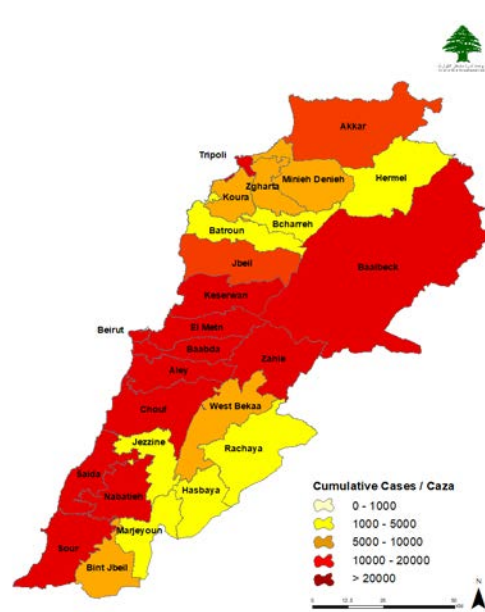 Akkar
Tripoli
Hermel
Minieh Denieh
Zgharta
Koura
Bcharreh
Batroun
Jbeil
Baalbeck
Keserwan
El Metn
Beirut
Baabda
Zahle
Aley
Chouf
West Bekaa
Jezzine
Rachaya
Saida
Nabatieh
Hasbaya
Marjeyoun
Sour
Bint Jbeil
Cumulative Cases / Caza
0 - 1000
1000 - 5000
5000 - 10000
10000 - 20000
> 20000
N